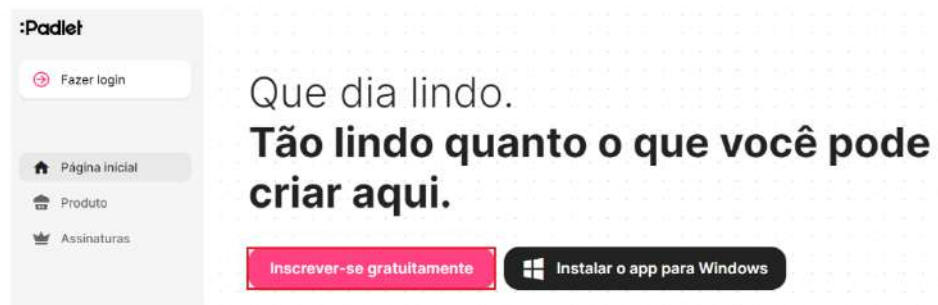 :Padlet
Fazer login
Página inicial
Produto
Assinaturas
Que dia lindo.
Tão lindo quanto o que você pode
criar aqui.
Inscrever-se gratuitamente
Instalar o app para Windows